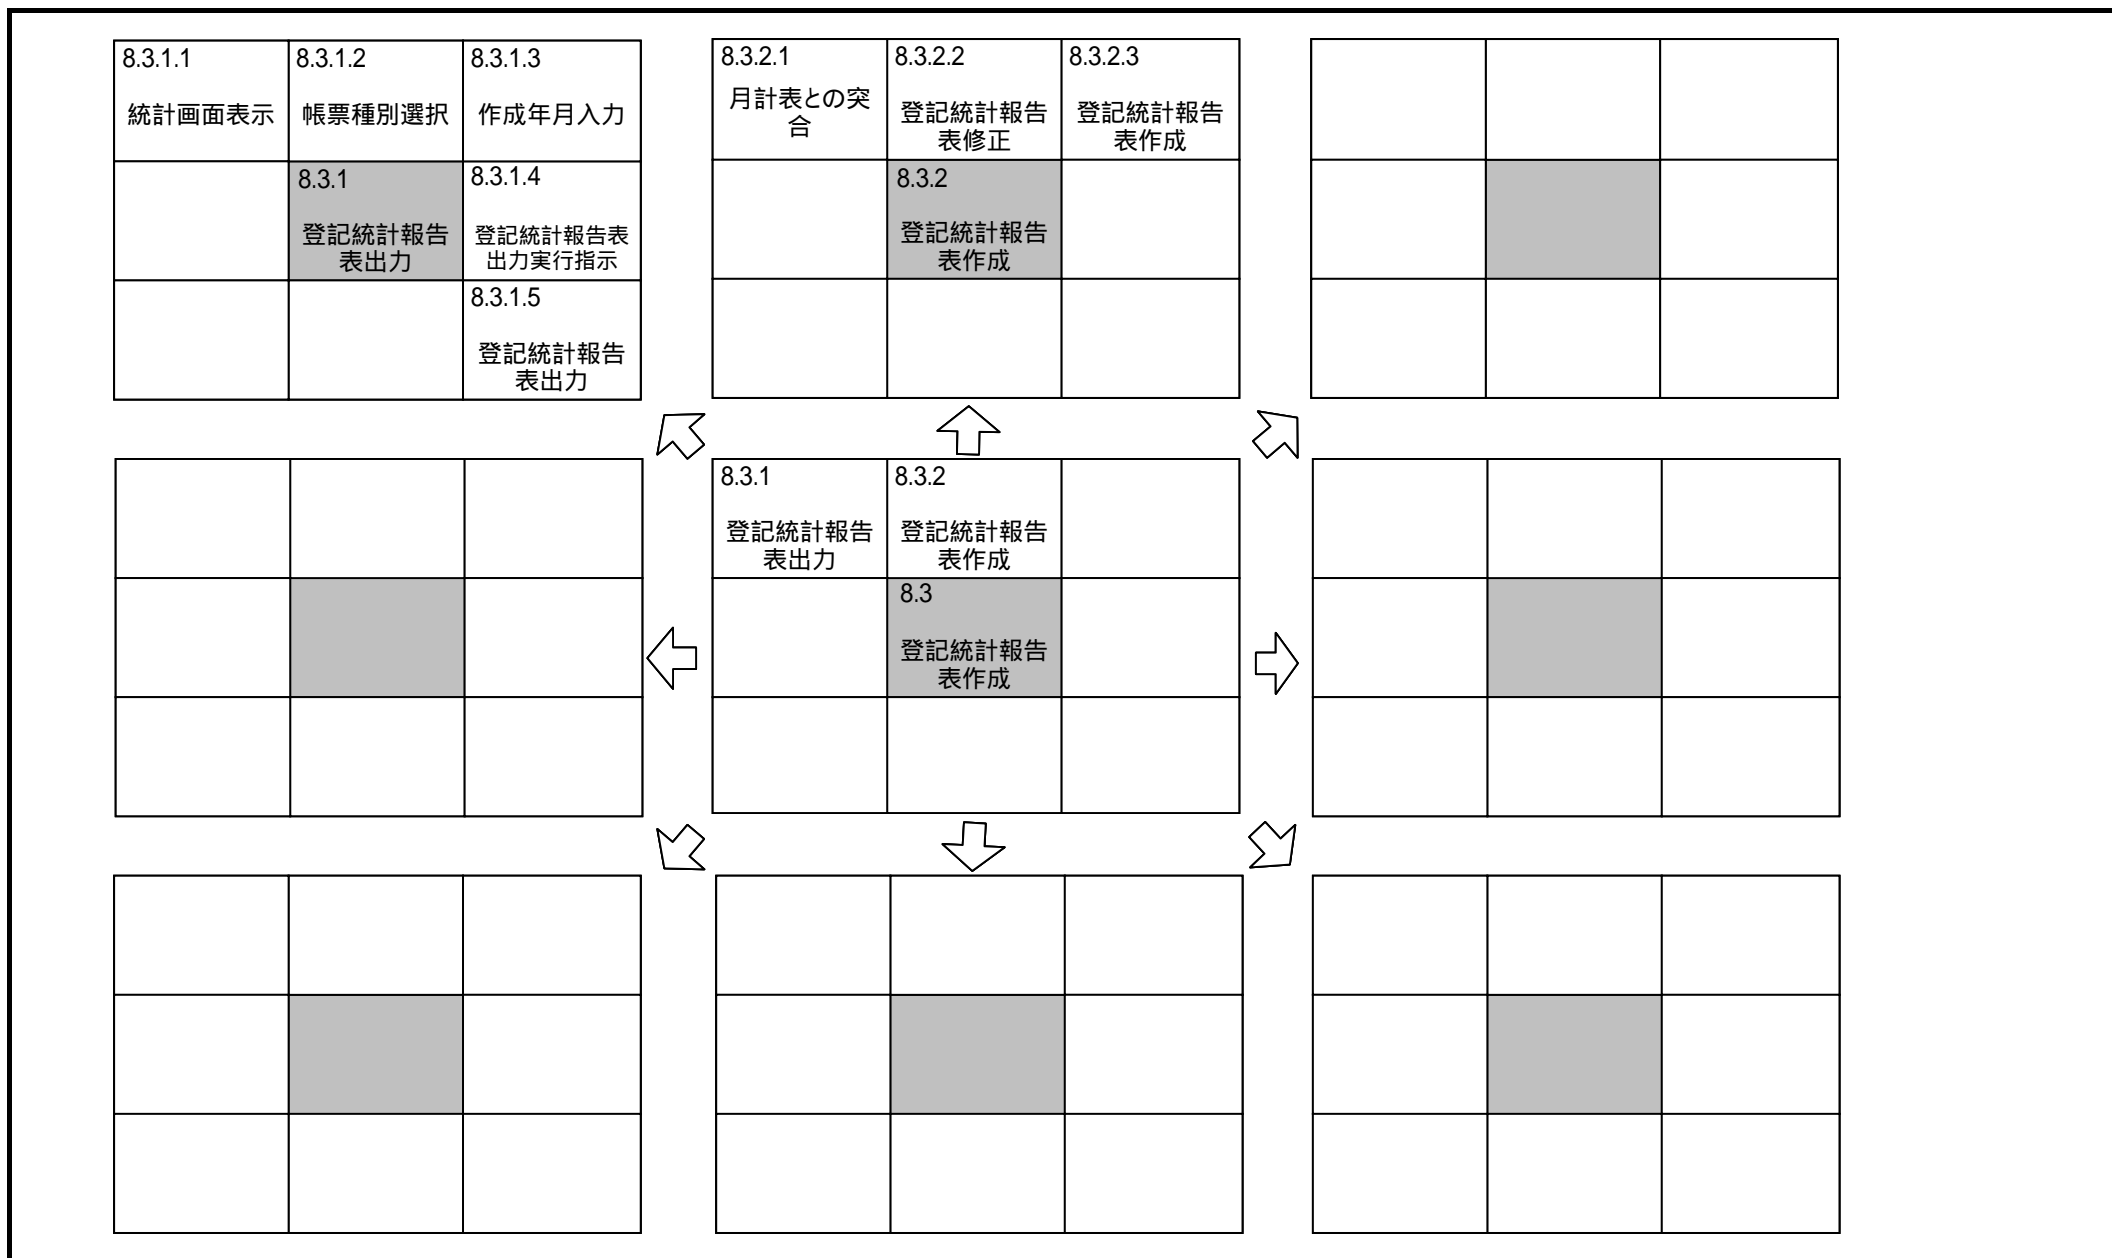 8.3.1.1
統計画面表示
8.3.1.2
帳票種別選択
8.3.1.3
作成年月入力
8.3.1
登記統計報告
表出力
8.3.1.4
登記統計報告表
出力実行指示
8.3.1.5
登記統計報告
表出力
8.3.2.1
月計表との突
合
8.3.2.2
登記統計報告
表修正
8.3.2.3
登記統計報告
表作成
8.3.2
登記統計報告
表作成
8.3.1
登記統計報告
表出力
8.3.2
登記統計報告
表作成
8.3
登記統計報告
表作成